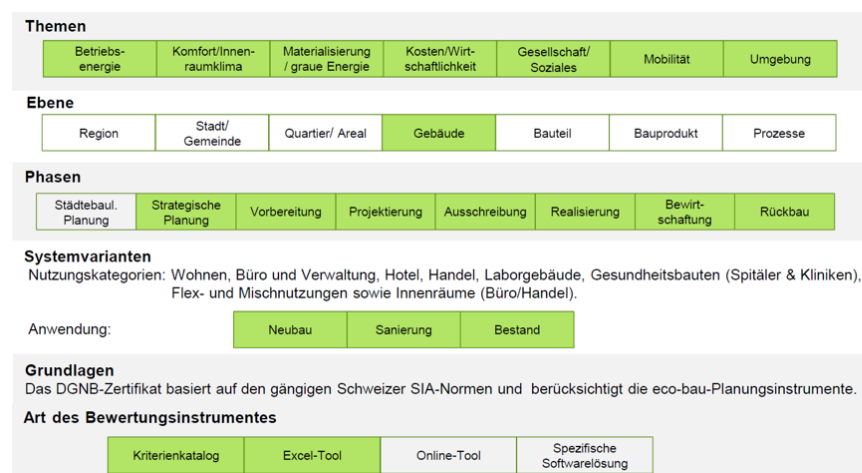 Themen
Betriebs-
energie
Komfort/Innen-
raumklima
Materialisierung
/ graue Energie
Kosten/Wirt-
schaftlichkeit
Gesellschaft/
Soziales
Mobilität
Umgebung
Ebene
Region
Stadt/
Gemeinde
Quartier/ Areal
Gebäude
Bauteil
Bauprodukt
Prozesse
Phasen
Städtebaul.
Planung
Strategische
Planung
Vorbereitung
Projektierung
Ausschreibung
Realisierung
Bewirt-
schaftung
Rückbau
Systemvarianten
Nutzungskategorien: Wohnen, Büro und Verwaltung, Hotel, Handel, Laborgebäude, Gesundheitsbauten (Spitäler & Kliniken),
Flex- und Mischnutzungen sowie Innenräume (Büro/Handel).
Anwendung:
Neubau
Sanierung
Bestand
Grundlagen
Das DGNB-Zertifikat basiert auf den gängigen Schweizer SIA-Normen und berücksichtigt die eco-bau-Planungsinstrumente.
Art des Bewertungsinstrumentes
Kriterienkatalog
Excel-Tool
Online-Tool
Spezifische
Softwarelösung